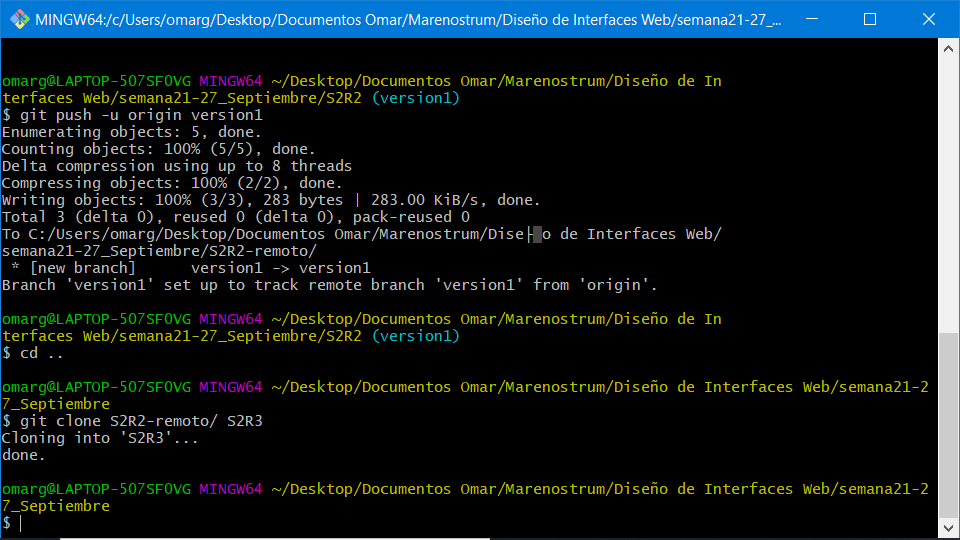 MINGW64:/c/Users/omarg/Desktop/Documentos Omar/Marenostrum/Diseño de Interfaces Web/semana21-27_...
omarg@LAPTOP-507SF0VG MINGW64 ~/Desktop/Documentos Omar/Marenostrum/Diseño de In
terfaces Web/semana21-27_Septiembre/S2R2 (version1)
$ git push -u origin version1
Enumerating objects: 5, done.
Counting objects: 100% (5/5), done.
Delta compression using up to 8 threads
Compressing objects: 100% (2/2), done.
Writing objects: 100% (3/3), 283 bytes | 283.00 KiB/s, done.
Total 3 (delta 0), reused 0 (delta 0), pack-reused 0
To C:/Users/omarg/Desktop/Documentos Omar/Marenostrum/Dise├▒o de Interfaces Web/
semana21-27_Septiembre/S2R2-remoto/
 * [new branch]      version1 -> version1
Branch 'version1' set up to track remote branch 'version1' from 'origin'.
omarg@LAPTOP-507SF0VG MINGW64 ~/Desktop/Documentos Omar/Marenostrum/Diseño de In
terfaces Web/semana21-27_Septiembre/S2R2 (version1)
$ cd ..
omarg@LAPTOP-507SF0VG MINGW64 ~/Desktop/Documentos Omar/Marenostrum/Diseño de Interfaces Web/semana21-2
7_Septiembre
$ git clone S2R2-remoto/ S2R3
Cloning into 'S2R3'...
done.
omarg@LAPTOP-507SF0VG MINGW64 ~/Desktop/Documentos Omar/Marenostrum/Diseño de Interfaces Web/semana21-2
7_Septiembre
$